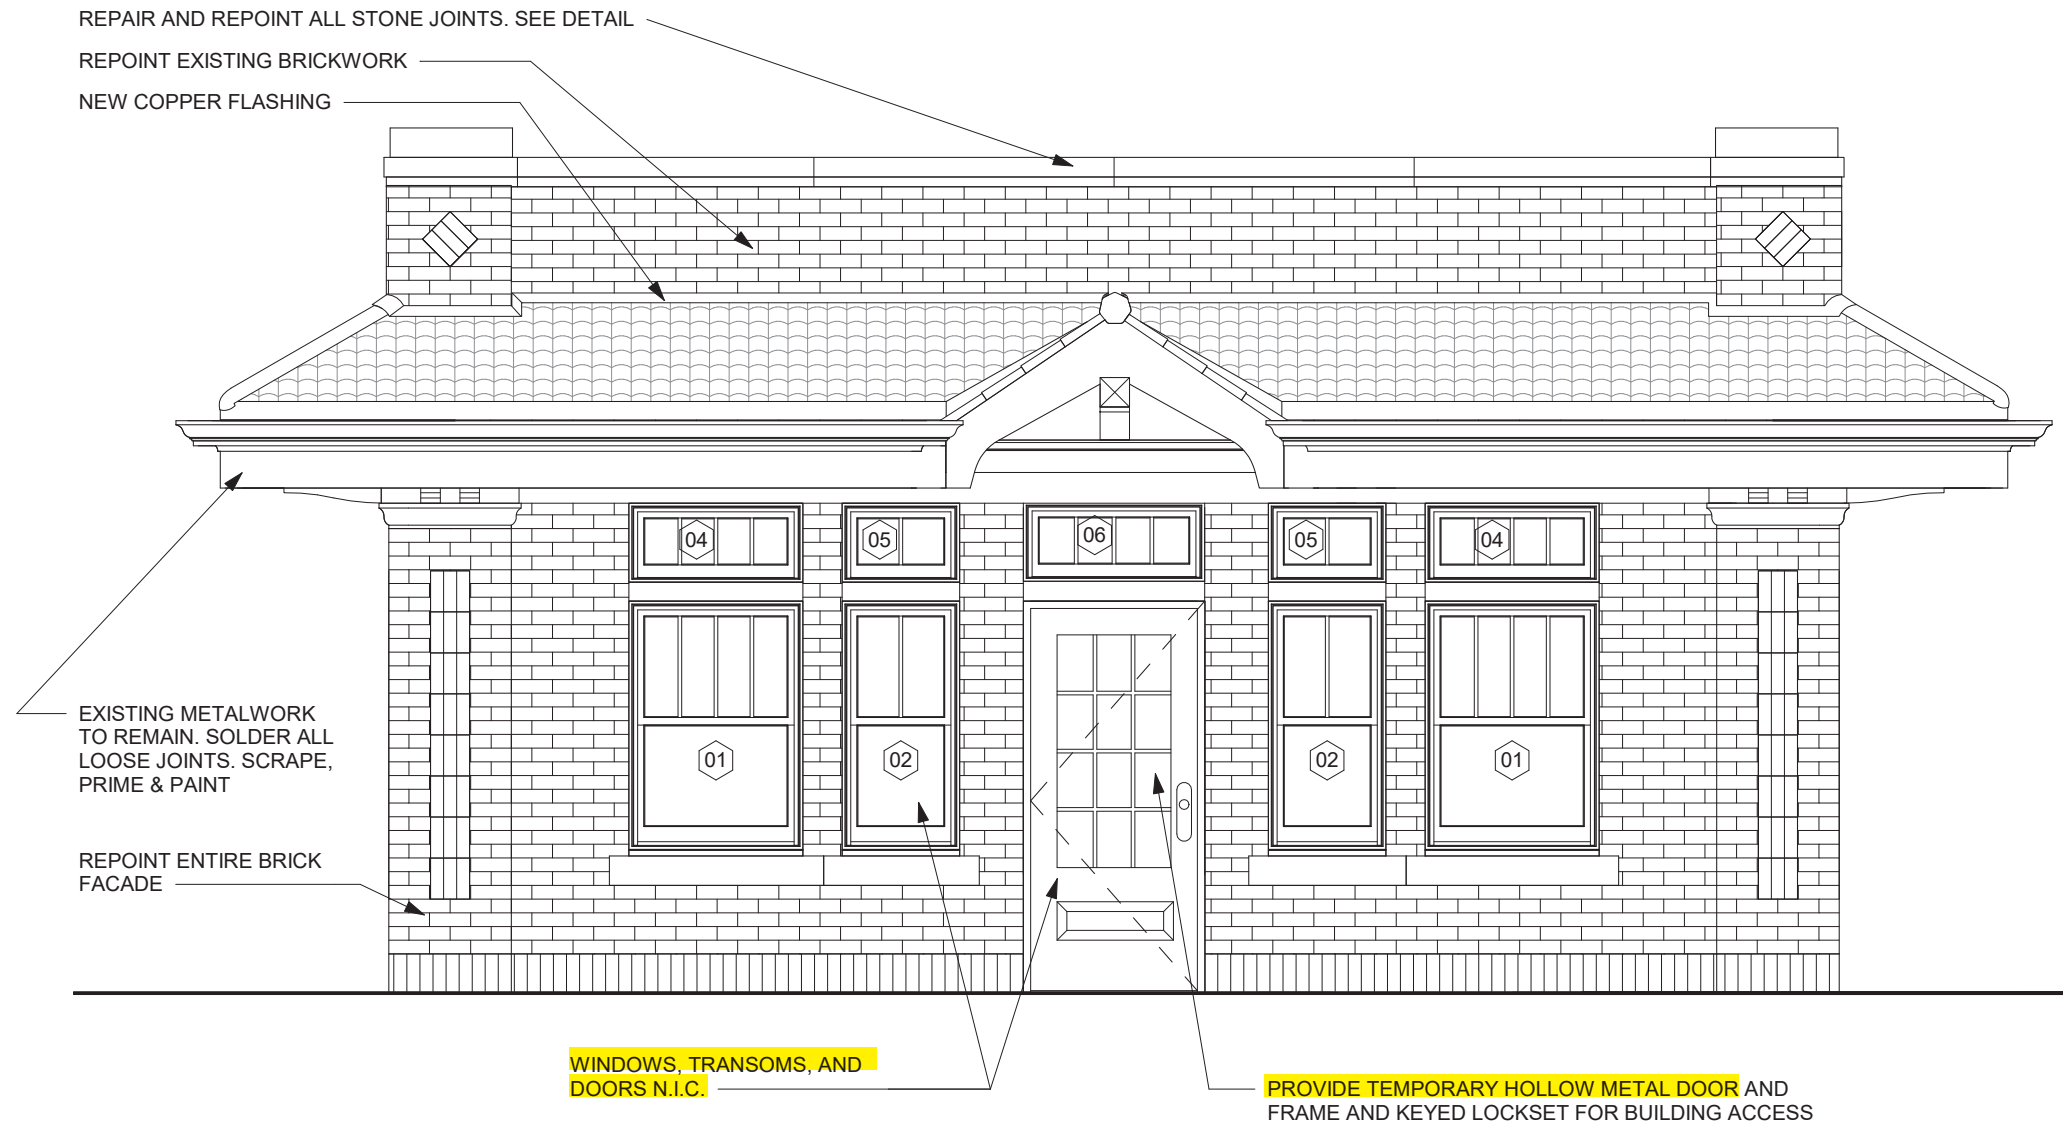 REPAIR AND REPOINT ALL STONE JOINTS. SEE DETAIL
REPOINT EXISTING BRICKWORK
NEW COPPER FLASHING
04
05
06
05
04
01
02
02
01
EXISTING METALWORK
TO REMAIN. SOLDER ALL
LOOSE JOINTS. SCRAPE,
PRIME & PAINT
REPOINT ENTIRE BRICK
FACADE
WINDOWS, TRANSOMS, AND
DOORS N.I.C.
PROVIDE TEMPORARY HOLLOW METAL DOOR AND
FRAME AND KEYED LOCKSET FOR BUILDING ACCESS